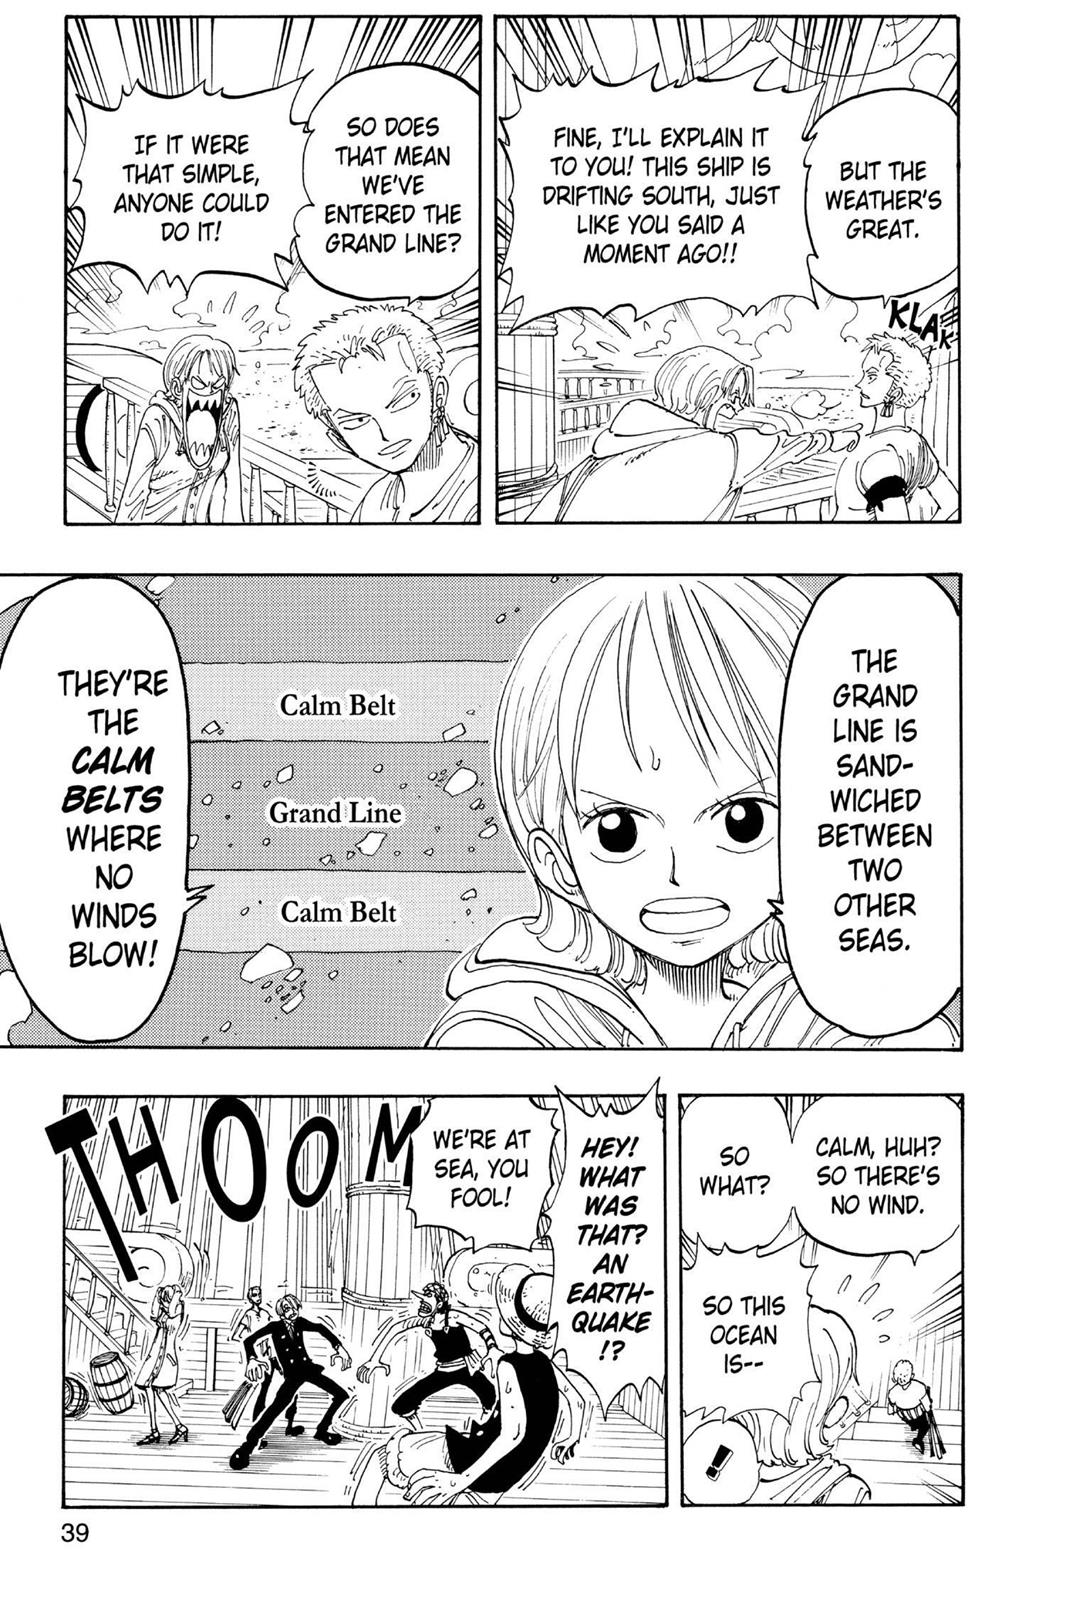 BUT THE
WEATHER'S
GREAT.
FINE, I'LL EXPLAIN IT
TO YOU! THIS SHIP IS
DRIFTING SOUTH, JUST
LIKE YOU SAID A
MOMENT AGO!!
KLAK
SO DOES
THAT MEAN
WE'VE
ENTERED THE
GRAND LINE?
IF IT WERE
THAT SIMPLE,
ANYONE COULD
DO IT!
THE
GRAND
LINE IS
SAND-
WICHED
BETWEEN
TWO
OTHER
SEAS.
Calm Belt
Grand Line
Calm Belt
THEY'RE
THE
CALM
BELTS
WHERE
NO
WINDS
BLOW!
CALM, HUH?
SO THERE'S
NO WIND.
SO
WHAT?
SO THIS
OCEAN
IS--
!
HEY!
WHAT
WAS
THAT?
AN
EARTH-
QUAKE
!?
WE'RE AT
SEA, YOU
FOOL!
THOOM
39